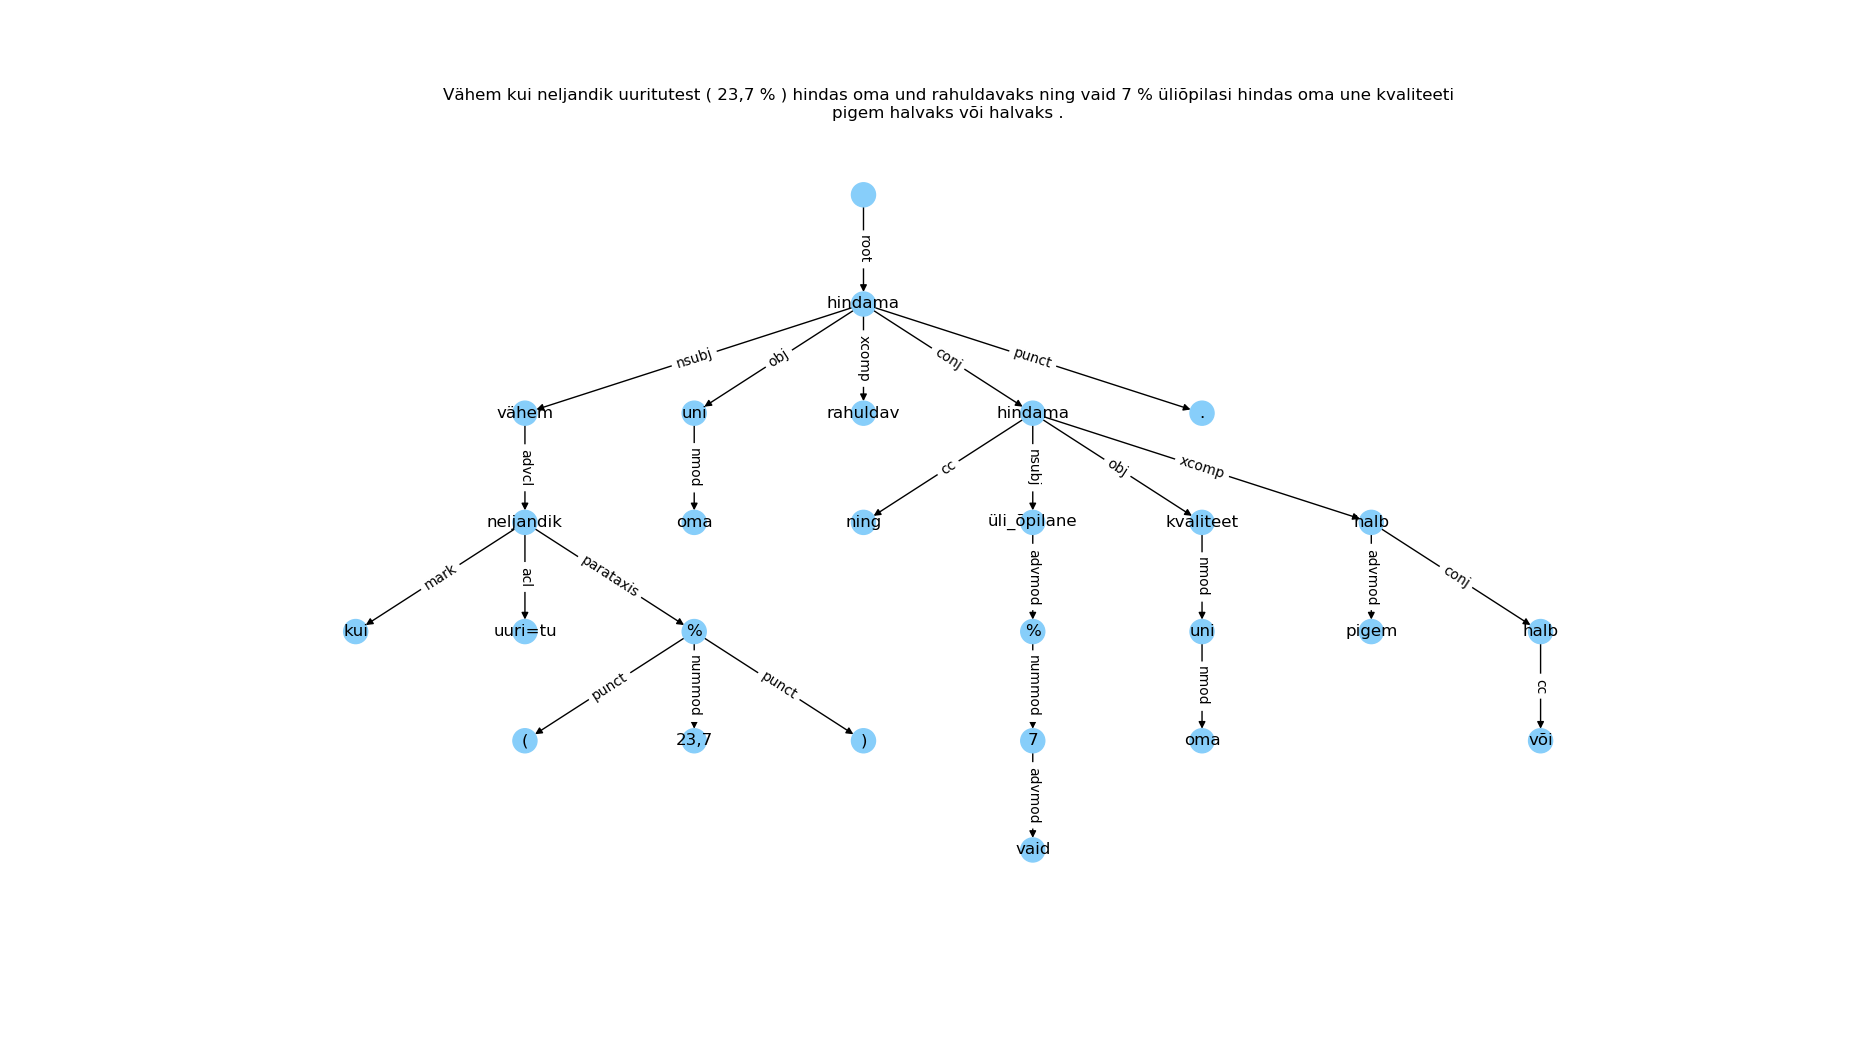 Vähem kui neljandik uuritutest ( 23,7 % ) hindas oma und rahuldavaks ning vaid 7 % üliõpilasi hindas oma une kvaliteeti
pigem halvaks või halvaks .
root
hindama
nsubj obj xcomp conj punct
vähem uni rahuldav hindama .
advcl nmod cc nsubj obj xcomp
neljandik oma ning üli_õpilane kvaliteet halb
mark acl parataxis advmod nmod advmod conj
kui uuri=tu % % uni pigem halb
punct nummod punct nummod nmod cc
( 23,7 ) 7 oma või
advmod
vaid